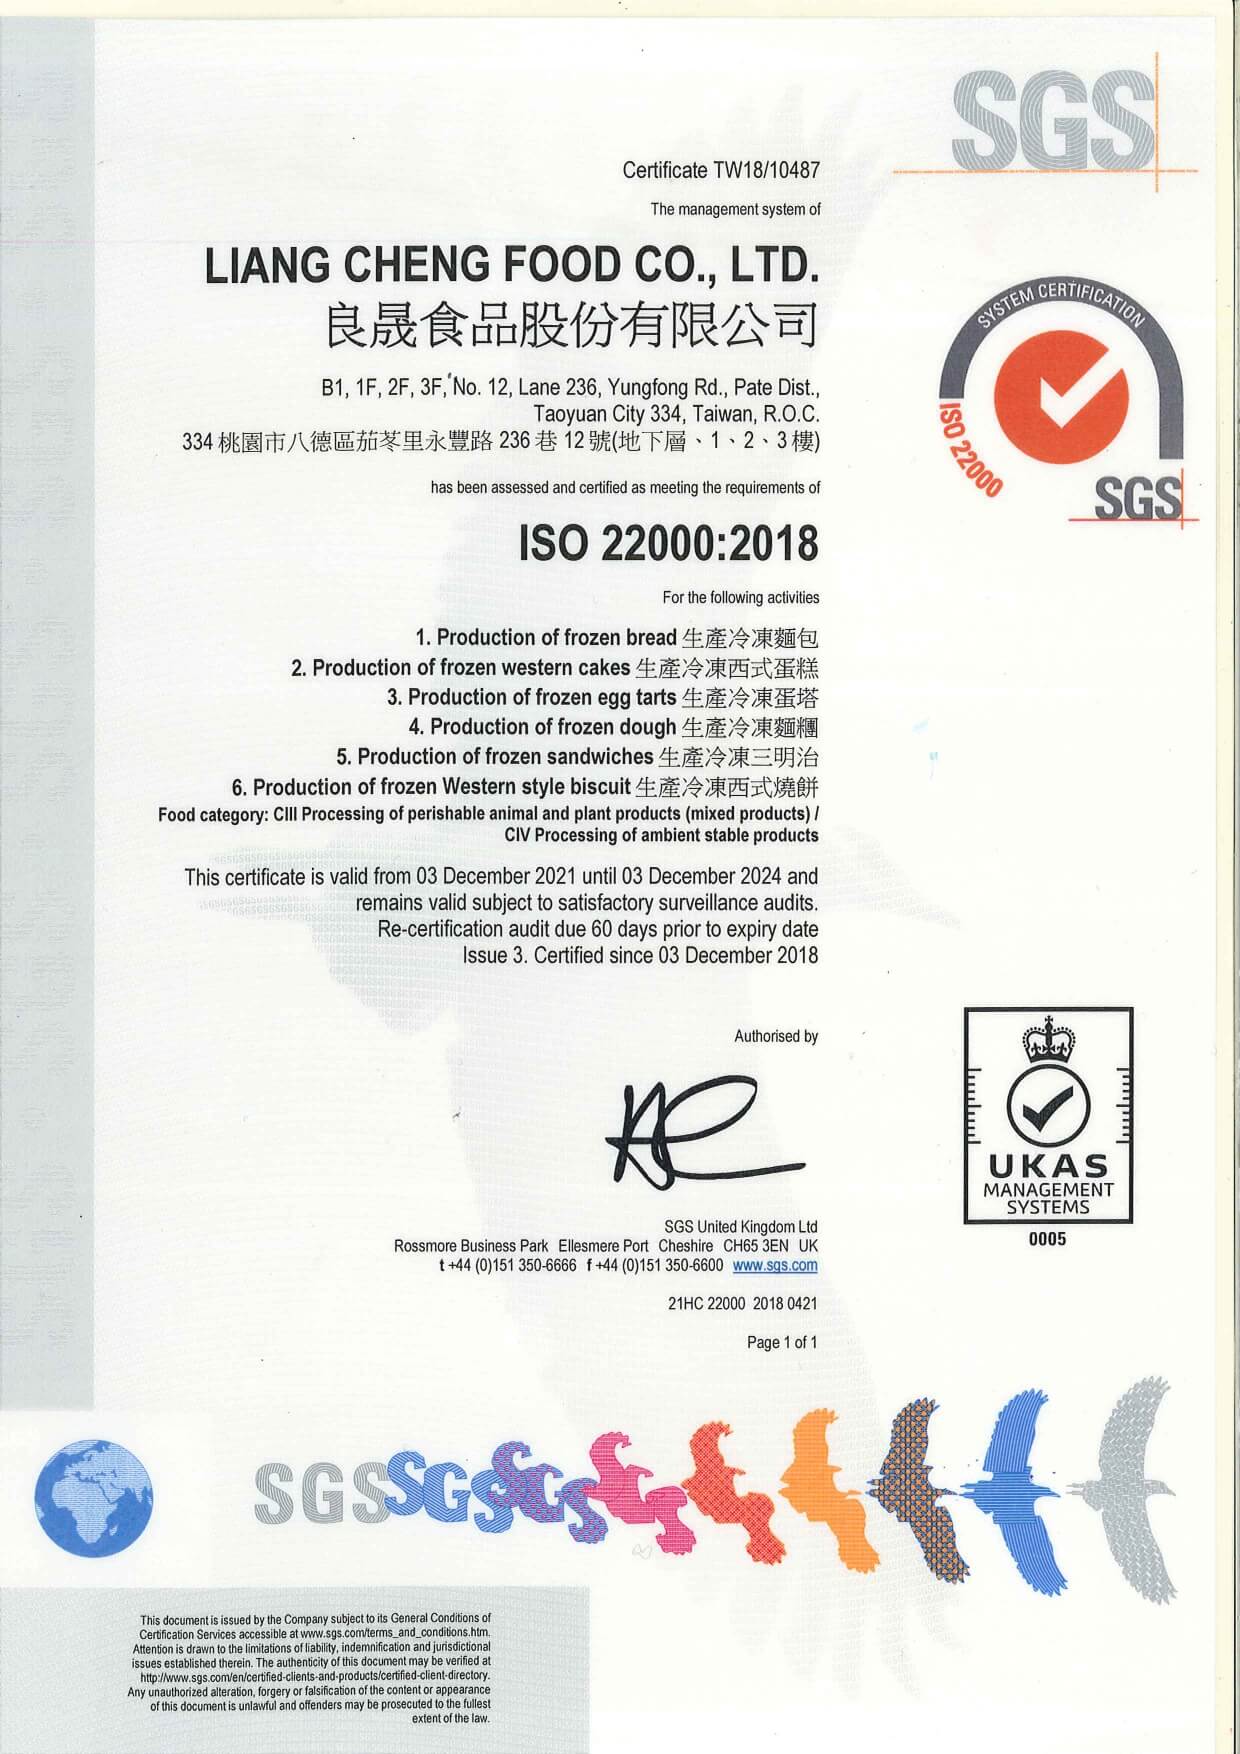 SGS
Certificate TW18/10487
The management system of
LIANG CHENG FOOD CO., LTD.
良晟食品股份有限公司
B1, 1F, 2F, 3F, No. 12, Lane 236, Yungfong Rd., Pate Dist.,
Taoyuan City 334, Taiwan, R.O.C.
334 桃園市八德區茄苳里永豐路 236 巷 12 號(地下層、1、2、3 樓)
SYSTEM CERTIFICATION
ISO 22000
SGS
has been assessed and certified as meeting the requirements of
ISO 22000:2018
For the following activities
1. Production of frozen bread 生產冷凍麵包
2. Production of frozen western cakes 生產冷凍西式蛋糕
3. Production of frozen egg tarts 生產冷凍蛋塔
4. Production of frozen dough 生產冷凍麵糰
5. Production of frozen sandwiches 生產冷凍三明治
6. Production of frozen Western style biscuit 生產冷凍西式燒餅
Food category: CIII Processing of perishable animal and plant products (mixed products) /
CIV Processing of ambient stable products
This certificate is valid from 03 December 2021 until 03 December 2024 and
remains valid subject to satisfactory surveillance audits.
Re-certification audit due 60 days prior to expiry date
Issue 3. Certified since 03 December 2018
Authorised by
UKAS
MANAGEMENT
SYSTEMS
0005
SGS United Kingdom Ltd
Rossmore Business Park Ellesmere Port Cheshire CH65 3EN UK
t +44 (0)151 350-6666 f +44 (0)151 350-6600 www.sgs.com
21HC 22000 2018 0421
Page 1 of 1
SGS SGS SGS
This document is issued by the Company subject to its General Conditions of
Certification Services accessible at www.sgs.com/terms_and_conditions.htm.
Attention is drawn to the limitations of liability, indemnification and jurisdictional
issues established therein. The authenticity of this document may be verified at
http://www.sgs.com/en/certified-clients-and-products/certified-client-directory.
Any unauthorized alteration, forgery or falsification of the content or appearance
of this document is unlawful and offenders may be prosecuted to the fullest
extent of the law.